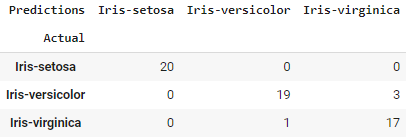 Predictions Iris-setosa Iris-versicolor Iris-virginica
Actual
Iris-setosa 20 0 0
Iris-versicolor 0 19 3
Iris-virginica 0 1 17